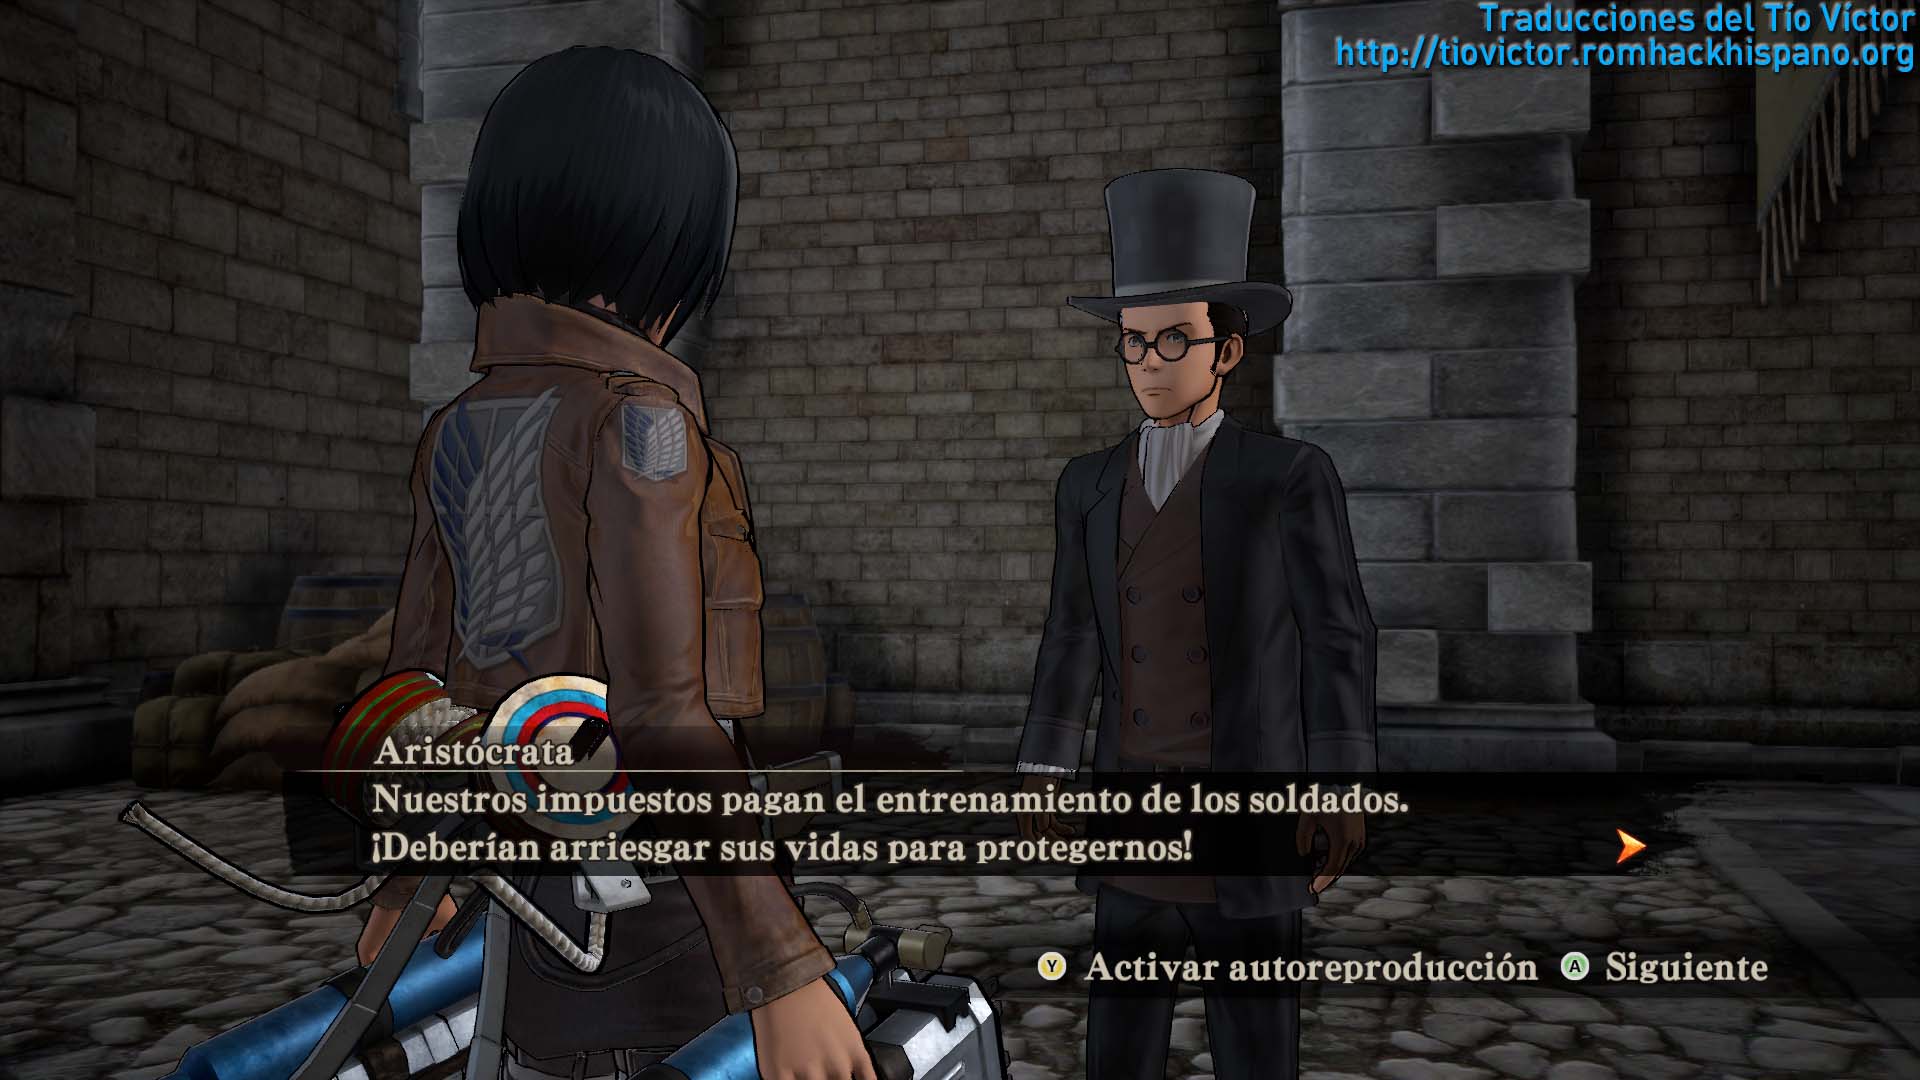 Traducciones del Tío Víctor
http://tiovictor.romhackhispano.org
Aristócrata
Nuestros impuestos pagan el entrenamiento de los soldados.
¡Deberían arriesgar sus vidas para protegernos!
Y Activar autoreproducción A Siguiente